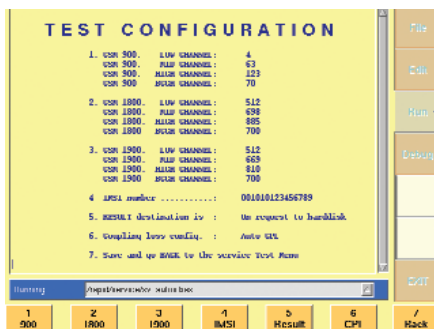 TEST CONFIGURATION
File
1. GSM 900. LOW CHANNEL: 4
GSM 900. MID CHANNEL: 63
GSM 900. HIGH CHANNEL: 123
GSM 900 BCCH CHANNEL: 70
Edit
2. GSM 1800. LOW CHANNEL: 512
GSM 1800. MID CHANNEL: 698
GSM 1800. HIGH CHANNEL: 885
GSM 1800 BCCH CHANNEL: 700
Run
3. GSM 1900. LOW CHANNEL: 512
GSM 1900. MID CHANNEL: 669
GSM 1900. HIGH CHANNEL: 810
GSM 1900 BCCH CHANNEL: 700
Debug
4 IMSI number ...........: 001010123456789
5. RESULT destination is : On request to harddisk
6. Coupling loss config. : Auto CPL
7. Save and go BACK to the service Test Menu
EXIT
Running
1 900
2 1800
3 1900
4 IMSI
5 Result
6 CPL
7 Back